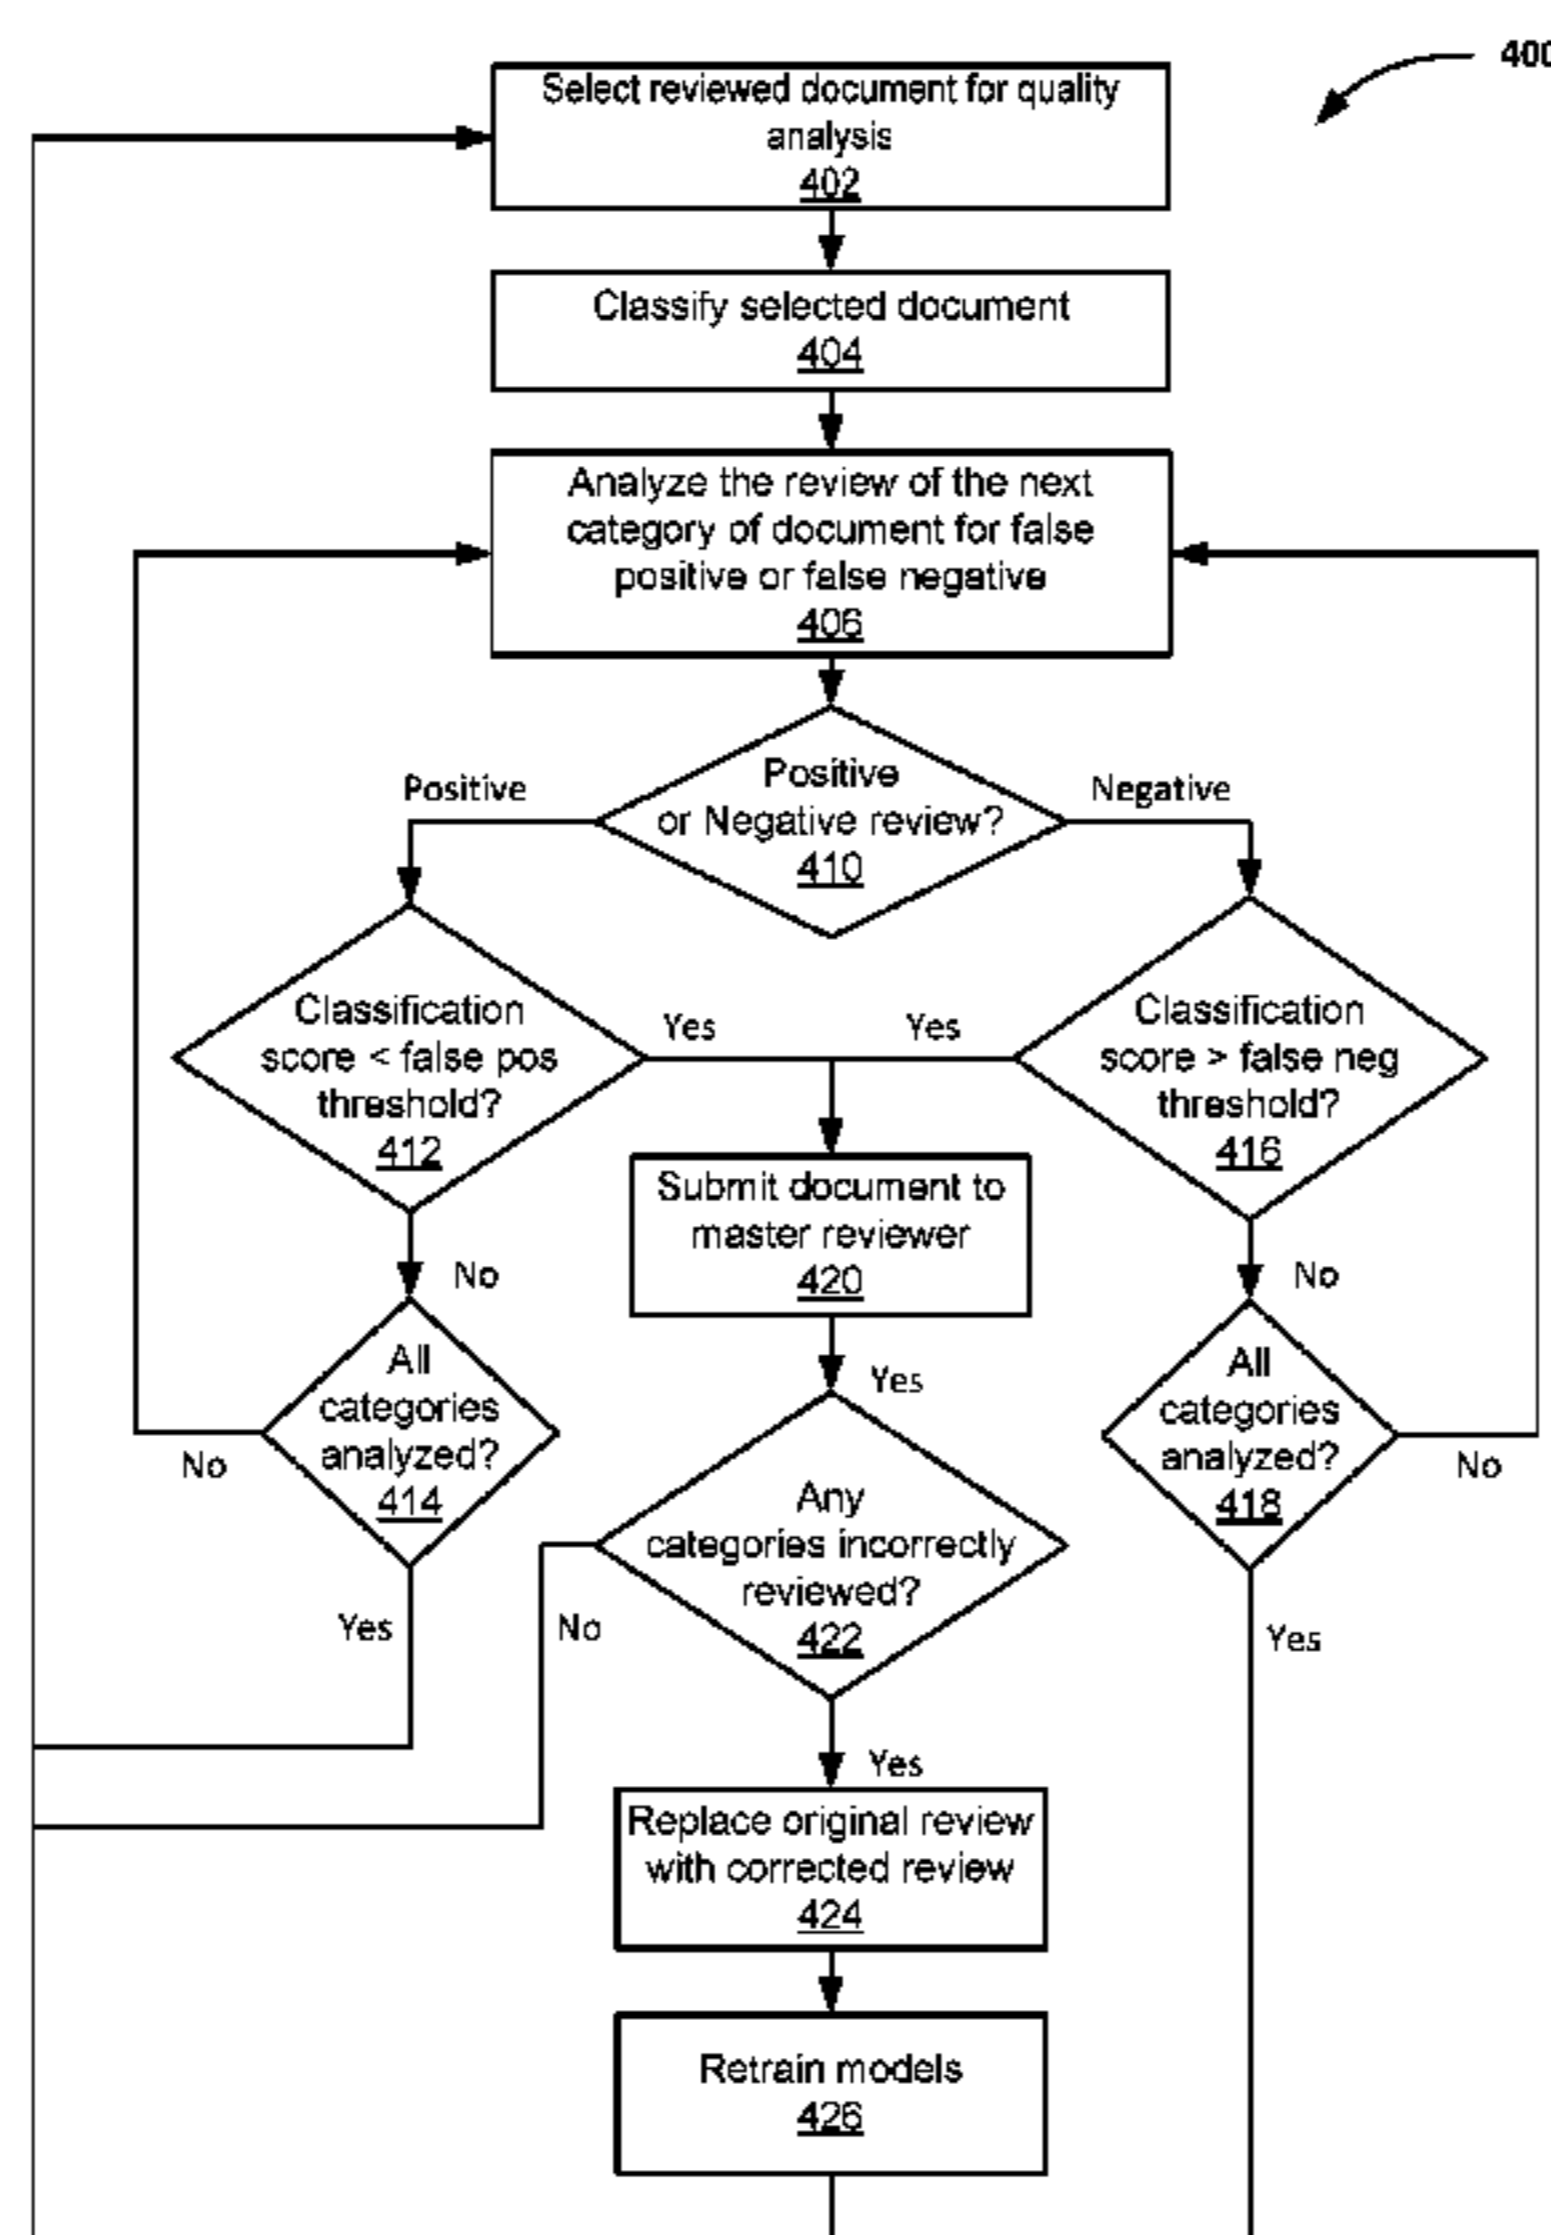 400
Select reviewed document for quality
analysis
402
Classify selected document
404
Analyze the review of the next
category of document for false
positive or false negative
406
Positive
or Negative review?
410
Positive
Negative
Classification
score < false pos
threshold?
412
Yes
Yes
Classification
score > false neg
threshold?
416
Submit document to
master reviewer
420
No
No
All
categories
analyzed?
414
No
Yes
Yes
Any
categories incorrectly
reviewed?
422
No
All
categories
analyzed?
418
No
Yes
Yes
Replace original review
with corrected review
424
Retrain models
426